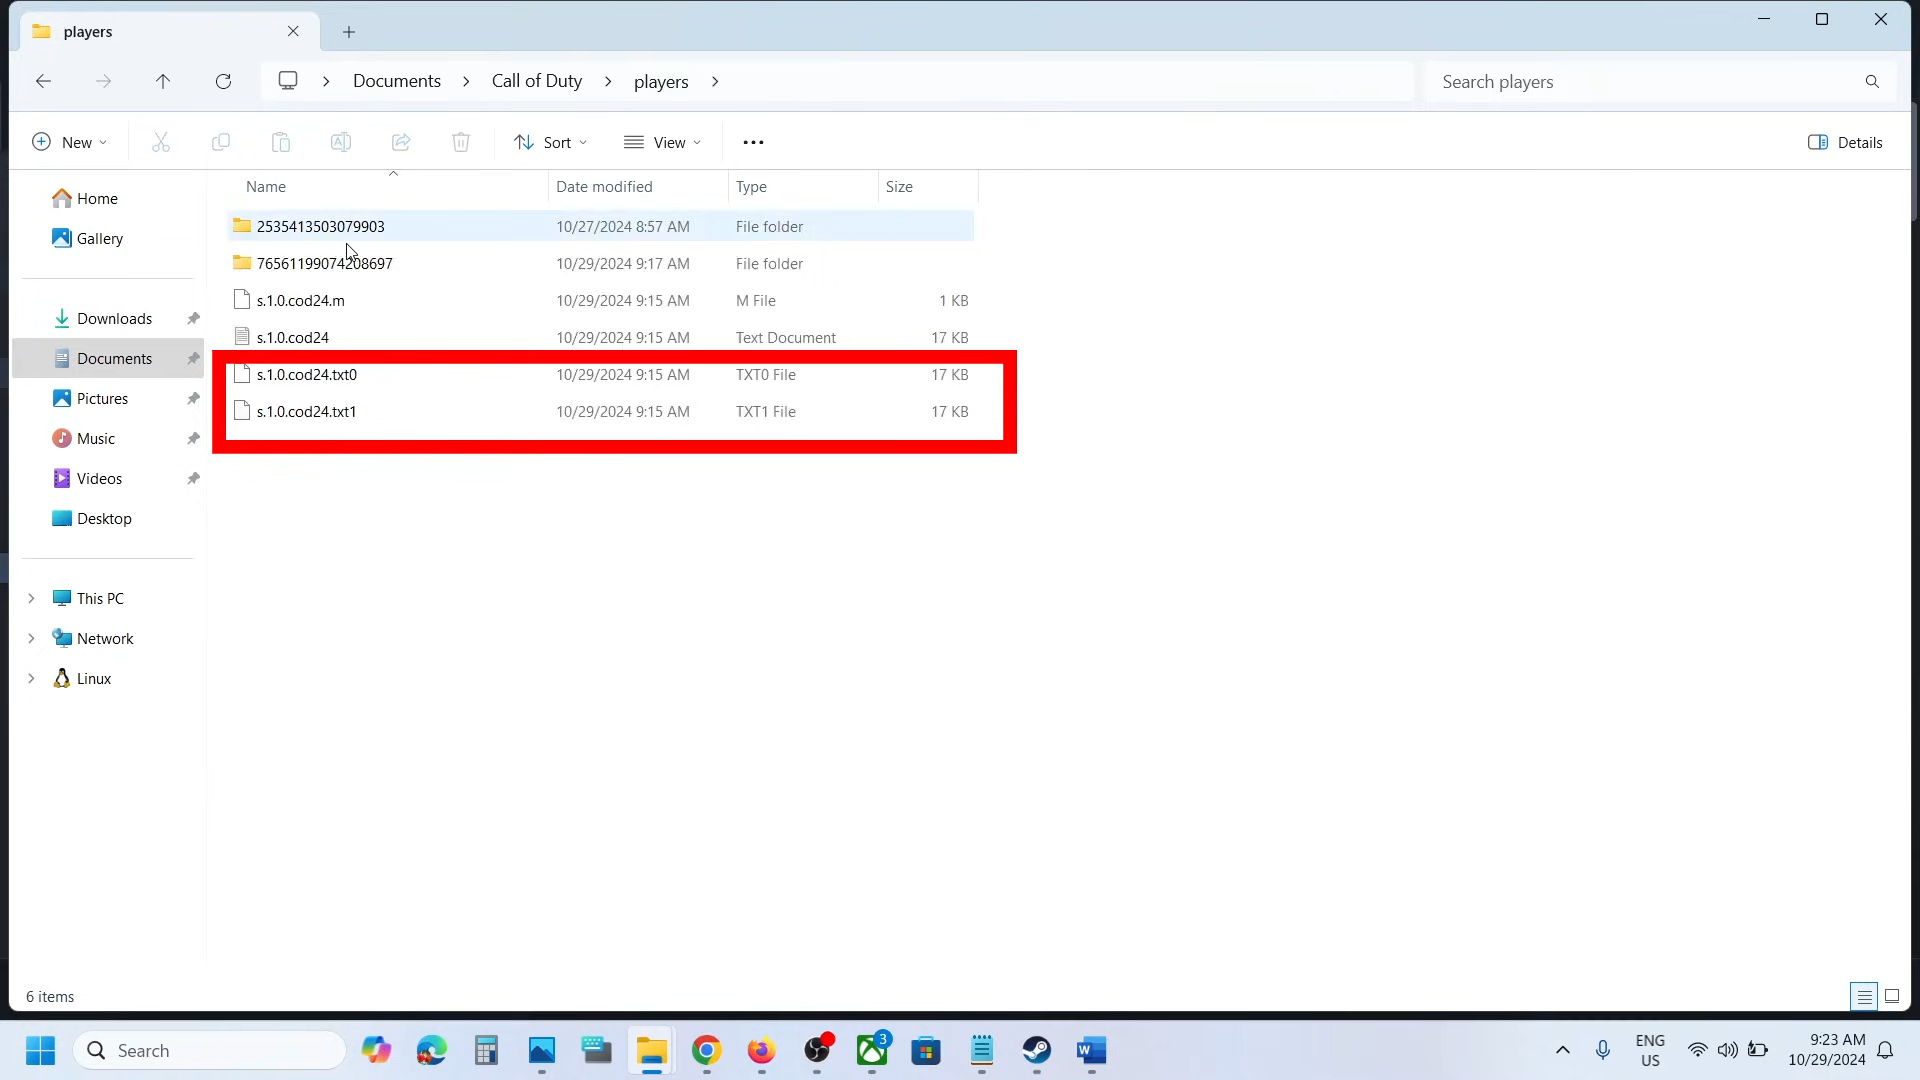 players
Documents
Call of Duty
players
Search players
New
Sort
View
Details
Name
Date modified
Type
Size
Home
Gallery
Downloads
Documents
Pictures
Music
Videos
Desktop
This PC
Network
Linux
2535413503079903 10/27/2024 8:57 AM File folder
76561199074208697 10/29/2024 9:17 AM File folder
s.1.0.cod24.m 10/29/2024 9:15 AM M File 1 KB
s.1.0.cod24 10/29/2024 9:15 AM Text Document 17 KB
s.1.0.cod24.txt0 10/29/2024 9:15 AM TXT0 File 17 KB
s.1.0.cod24.txt1 10/29/2024 9:15 AM TXT1 File 17 KB
6 items
Search
3
W
ENG
US
9:23 AM
10/29/2024